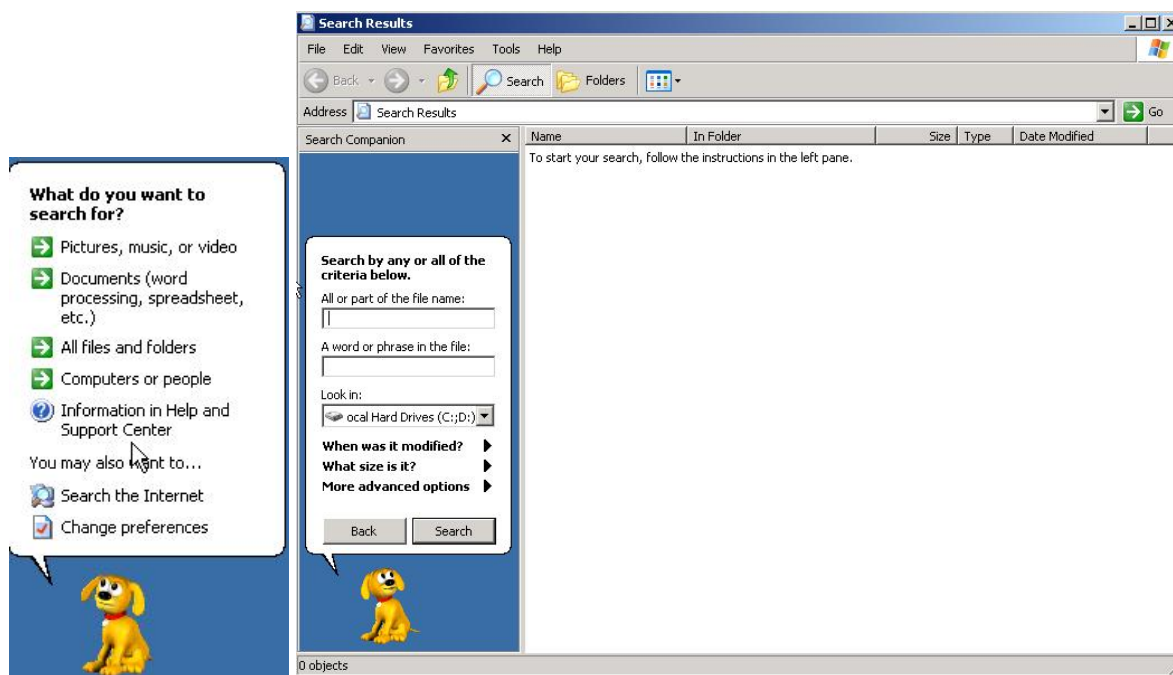 What do you want to
search for?
Pictures, music, or video
Documents (word
processing, spreadsheet,
etc.)
All files and folders
Computers or people
Information in Help and
Support Center
You may also want to...
Search the Internet
Change preferences
Search Results
File Edit View Favorites Tools Help
Back Search Folders
Address Search Results Go
Search Companion x Name In Folder Size Type Date Modified
To start your search, follow the instructions in the left pane.
Search by any or all of the
criteria below.
All or part of the file name:
A word or phrase in the file:
Look in:
ocal Hard Drives (C:;D:)
When was it modified?
What size is it?
More advanced options
Back Search
0 objects